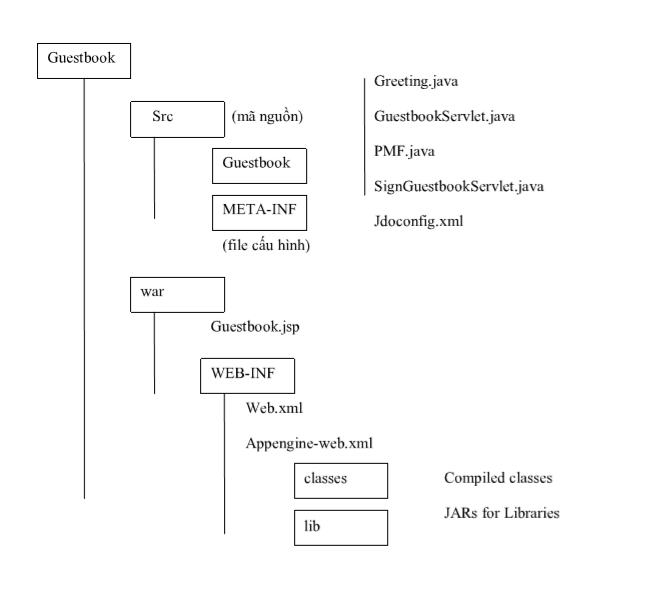 Guestbook
Greeting.java
Src (mã nguồn)
GuestbookServlet.java
PMF.java
Guestbook
SignGuestbookServlet.java
META-INF
Jdoconfig.xml
(file cấu hình)
war
Guestbook.jsp
WEB-INF
Web.xml
Appengine-web.xml
classes
Compiled classes
JARs for Libraries
lib